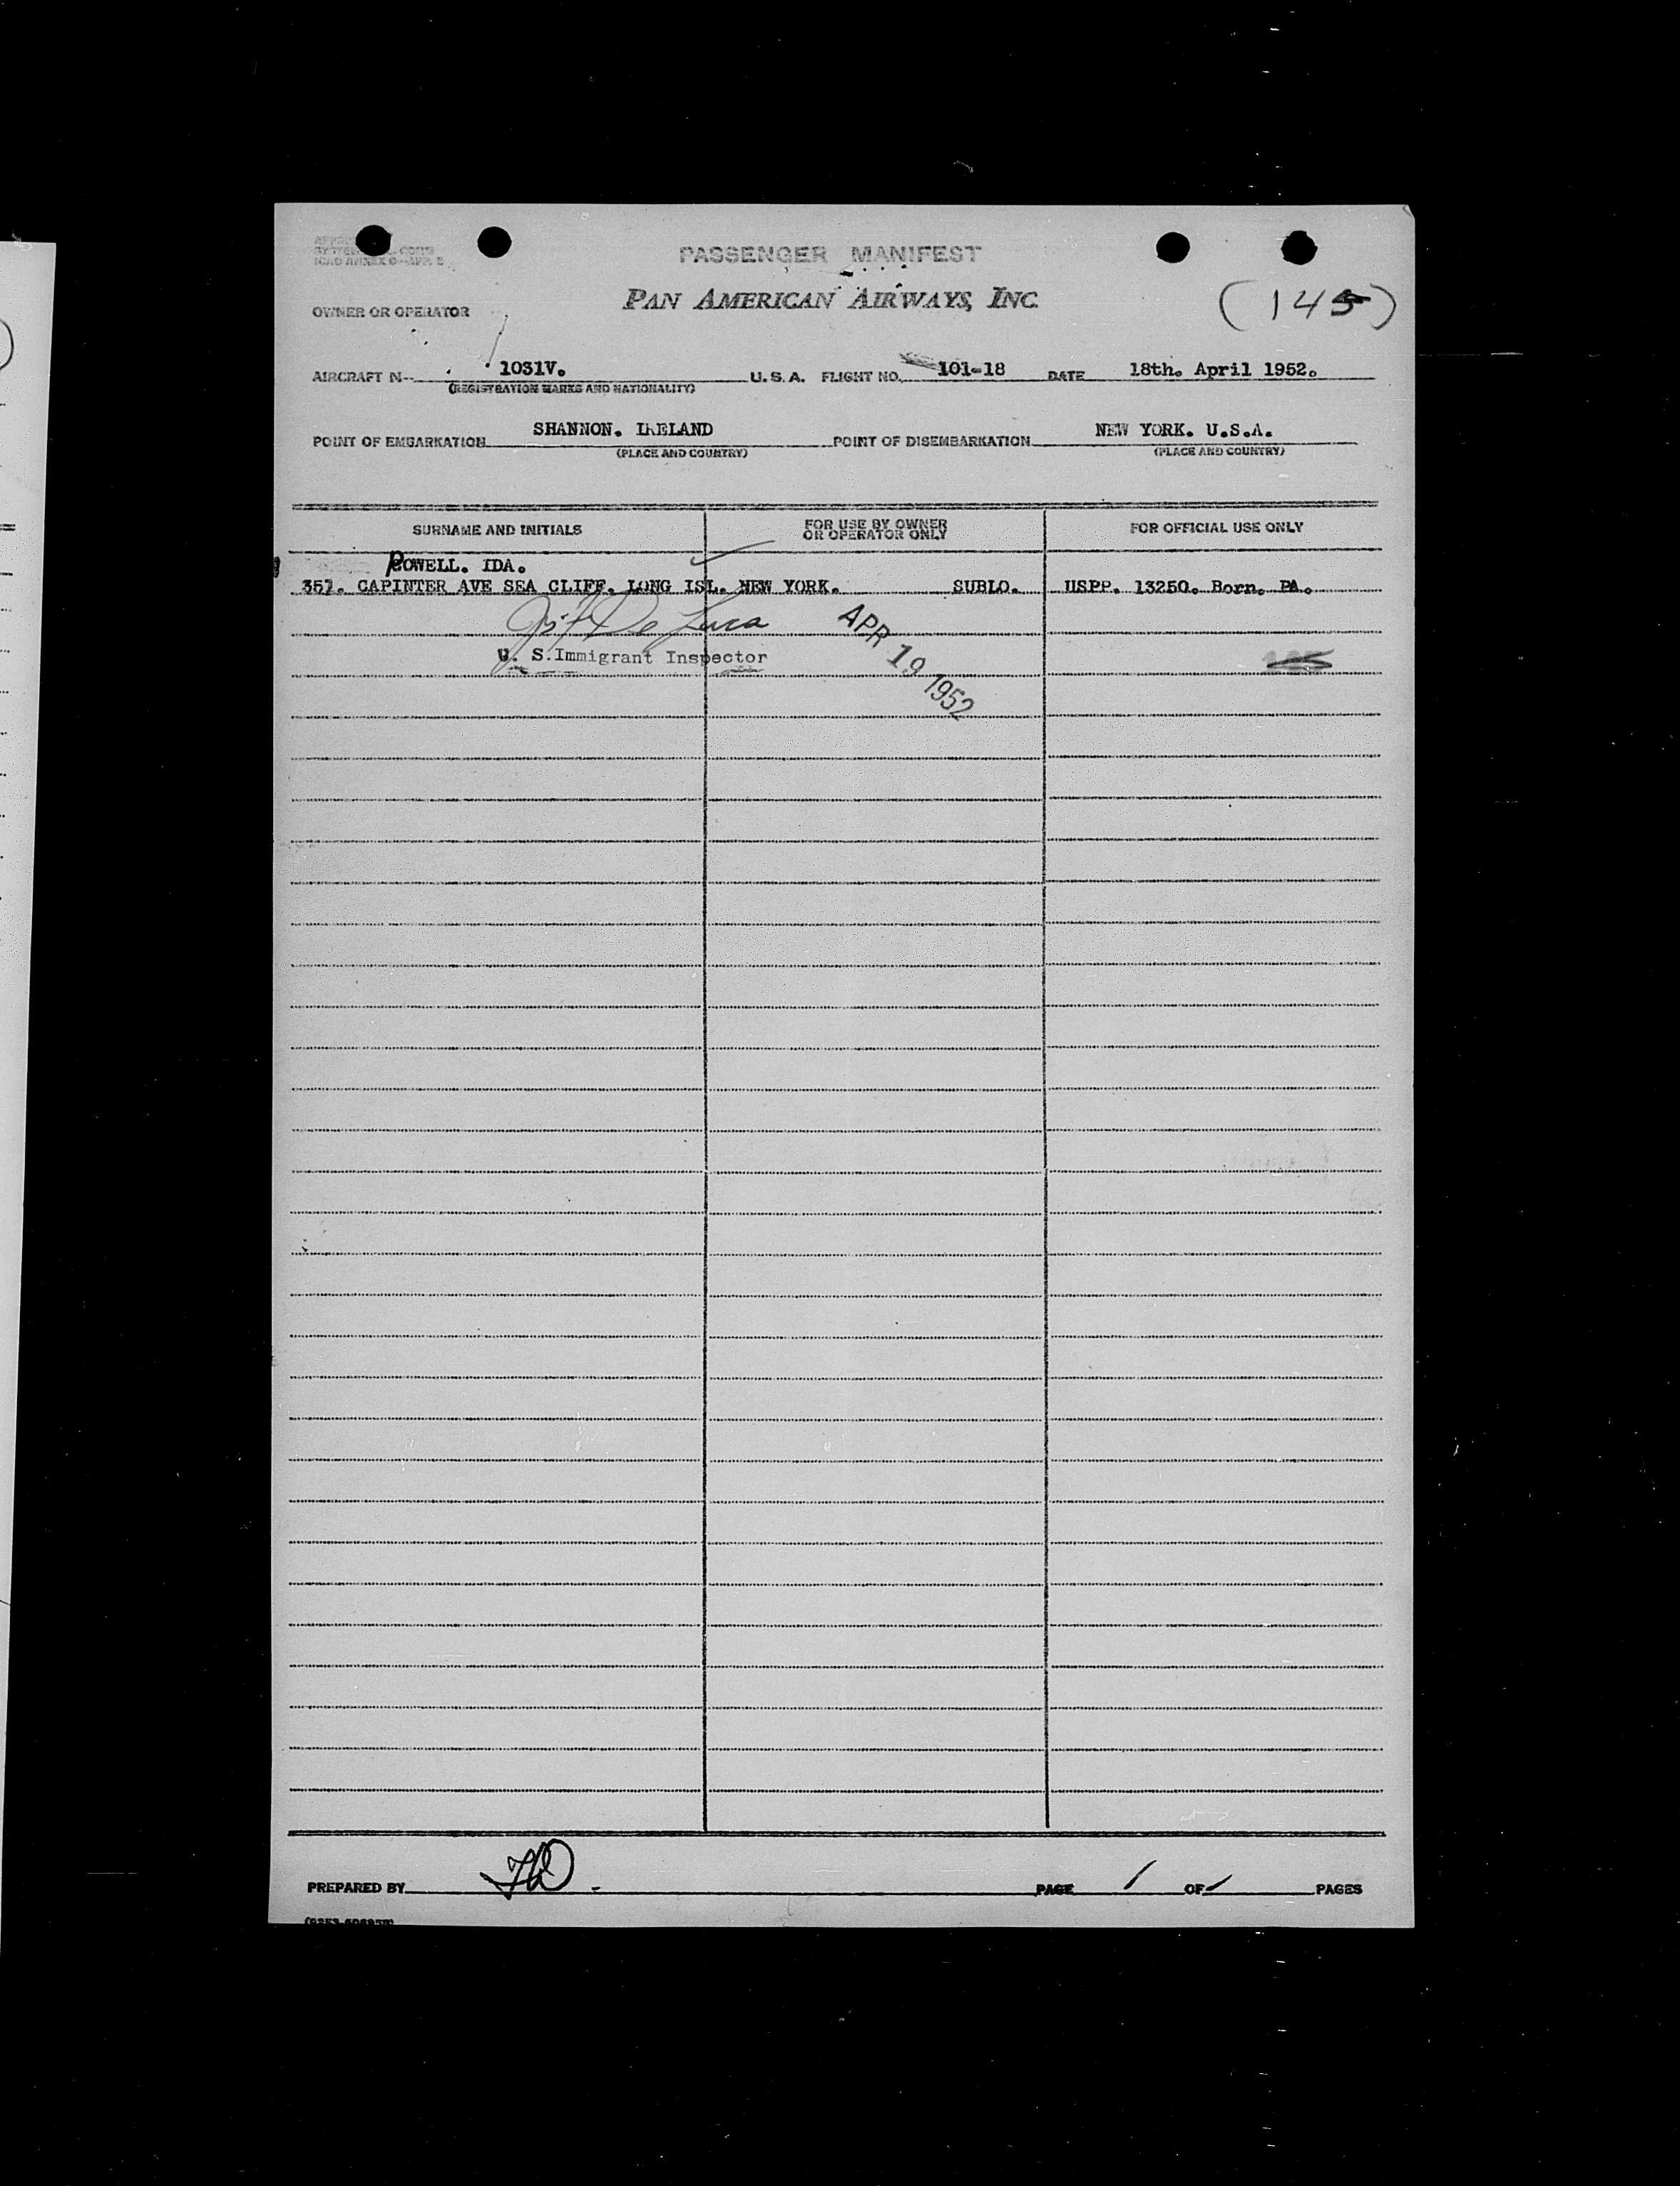 PASSENGER MANIFEST
PAN AMERICAN AIRWAYS, INC.
(145)
OWNER OR OPERATOR
AIRCRAFT N-- 1031V. U.S.A. FLIGHT NO. 101-18 DATE 18th. April 1952.
(REGISTRATION MARKS AND NATIONALITY)
POINT OF EMBARKATION SHANNON. IRELAND POINT OF DISEMBARKATION NEW YORK. U.S.A.
(PLACE AND COUNTRY) (PLACE AND COUNTRY)
SURNAME AND INITIALS FOR USE BY OWNER OR OPERATOR ONLY FOR OFFICIAL USE ONLY
POWELL. IDA.
351. CAPINTER AVE SEA CLIFF. LONG ISL. NEW YORK. SUBLO. USPP. 13250. Born. PA.
De Luca
APR 19 1952
U. S. Immigrant Inspector
PREPARED BY PAGE 1 OF 1 PAGES